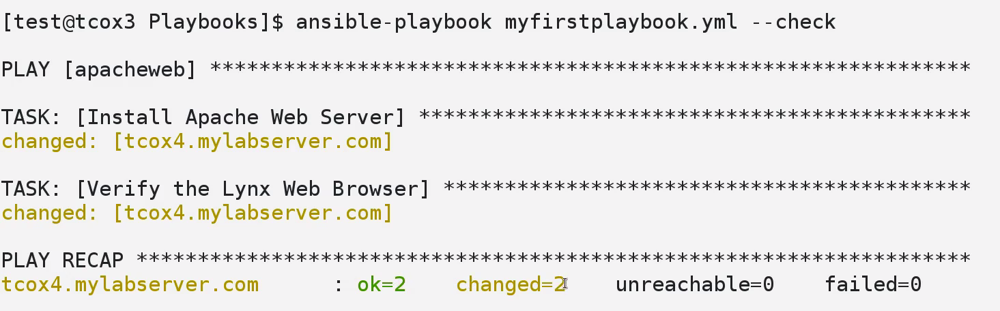 [test@tcox3 Playbooks]$ ansible-playbook myfirstplaybook.yml --check
PLAY [apacheweb] **************************************************************
TASK: [Install Apache Web Server] *********************************************
changed: [tcox4.mylabserver.com]
TASK: [Verify the Lynx Web Browser] *******************************************
changed: [tcox4.mylabserver.com]
PLAY RECAP ********************************************************************
tcox4.mylabserver.com      : ok=2    changed=2    unreachable=0    failed=0